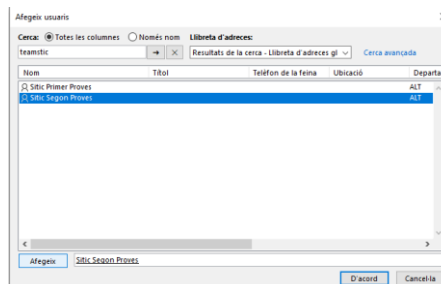 Afegeix usuaris
Cerca: Totes les columnes Només nom Llibreta d'adreces:
teamstic Resultats de la cerca - Llibreta d'adreces gl Cerca avançada
Nom Títol Telèfon de la feina Ubicació Departa
Sitic Primer Proves ALT
Sitic Segon Proves ALT
Afegeix Sitic Segon Proves
D'acord Cancel·la